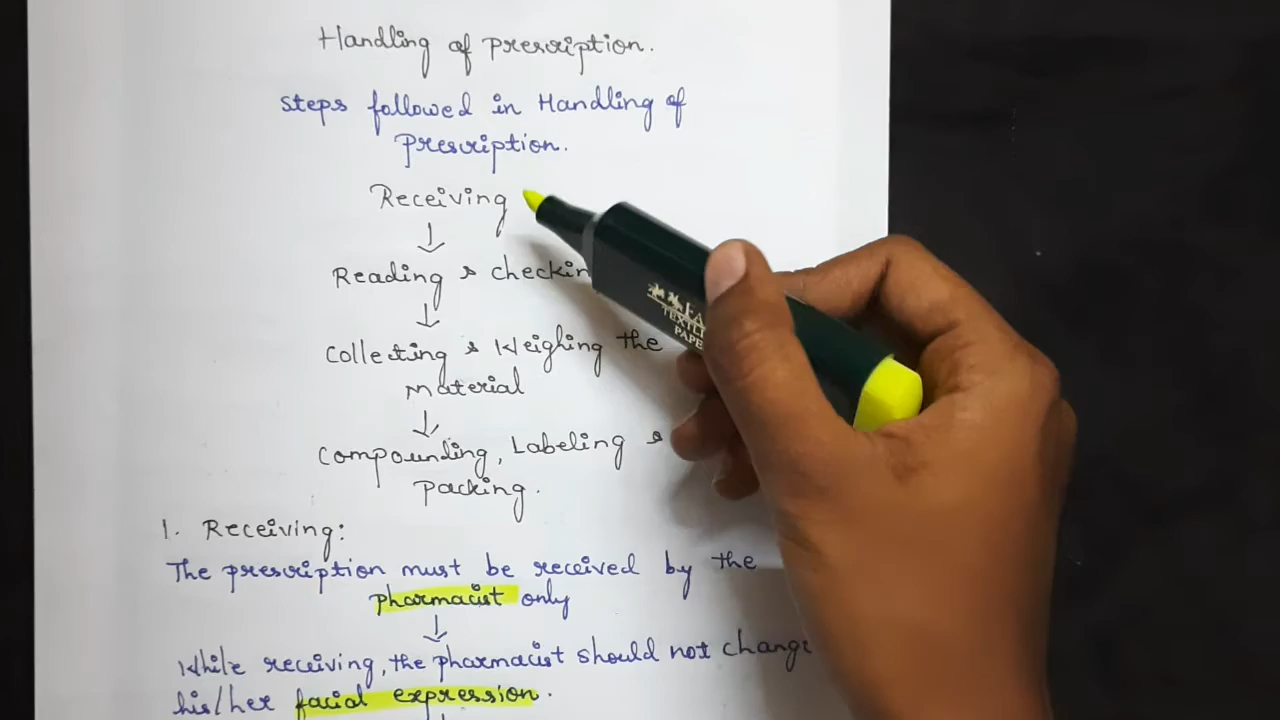 Handling of prescription.
steps followed in Handling of
prescription.
Receiving
↓
Reading & checkin
↓
Collecting & Weighing the
Material
↓
Compounding, Labeling &
packing.
1. Receiving:
The prescription must be received by the
pharmacist only
↓
While receiving, the pharmacist should not change
his/her facial expression.